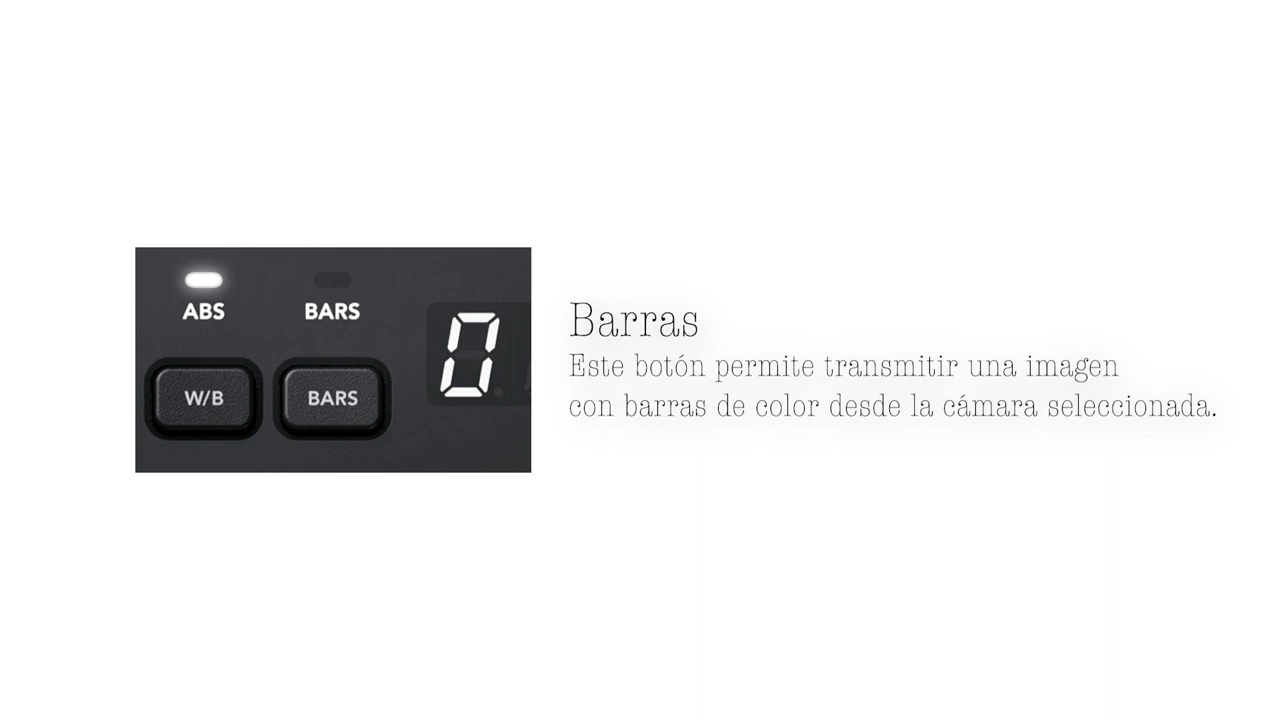 ABS
BARS
W/B
BARS
0
Barras
Este botón permite transmitir una imagen
con barras de color desde la cámara seleccionada.